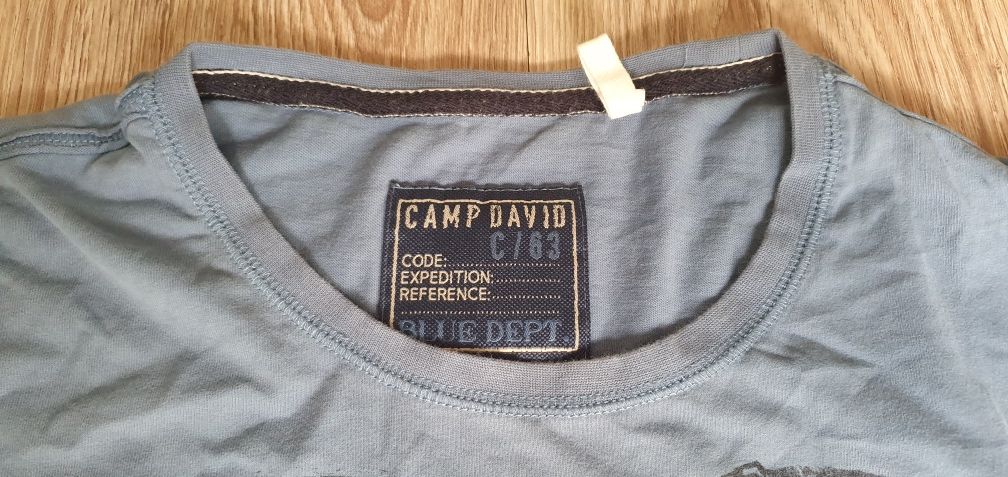 CAMP DAVID
C/63
CODE:
EXPEDITION:
REFERENCE:
BLUE DEPT.